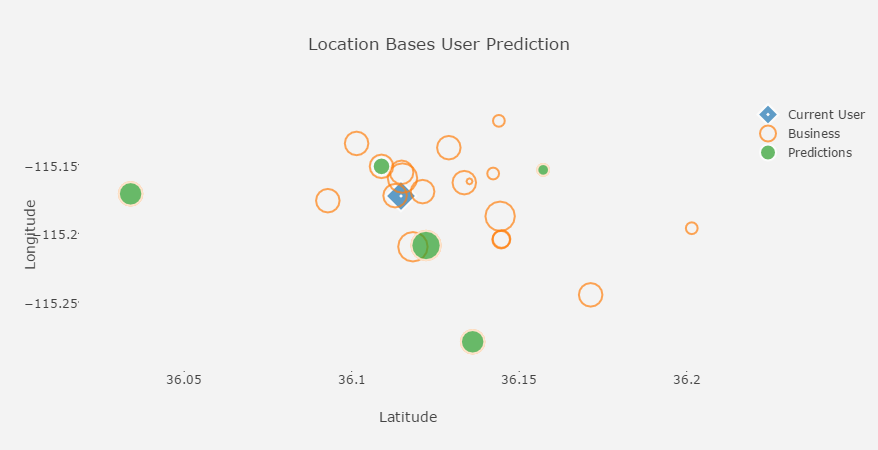 Location Bases User Prediction
Current User
Business
Predictions
−115.15
−115.2
−115.25
Longitude
36.05
36.1
36.15
36.2
Latitude